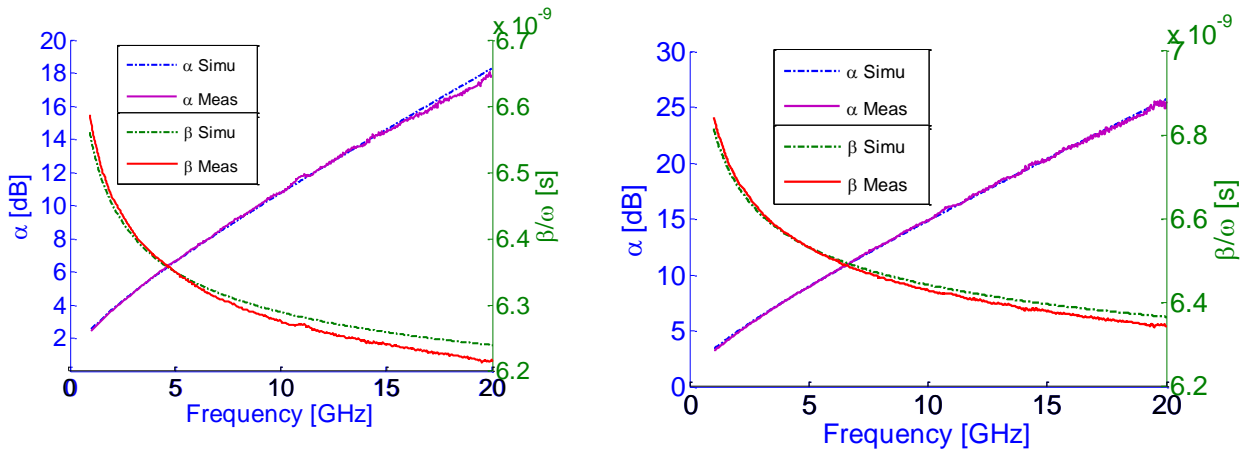 x 10^-9
20
18
16
14
12
10
8
6
4
2
α [dB]
α Simu
α Meas
β Simu
β Meas
6.7
6.6
6.5
6.4
6.3
6.2
β/ω [s]
0 5 10 15 20
Frequency [GHz]
x 10^-9
30
25
20
15
10
5
0
α [dB]
α Simu
α Meas
β Simu
β Meas
7
6.8
6.6
6.4
6.2
β/ω [s]
0 5 10 15 20
Frequency [GHz]